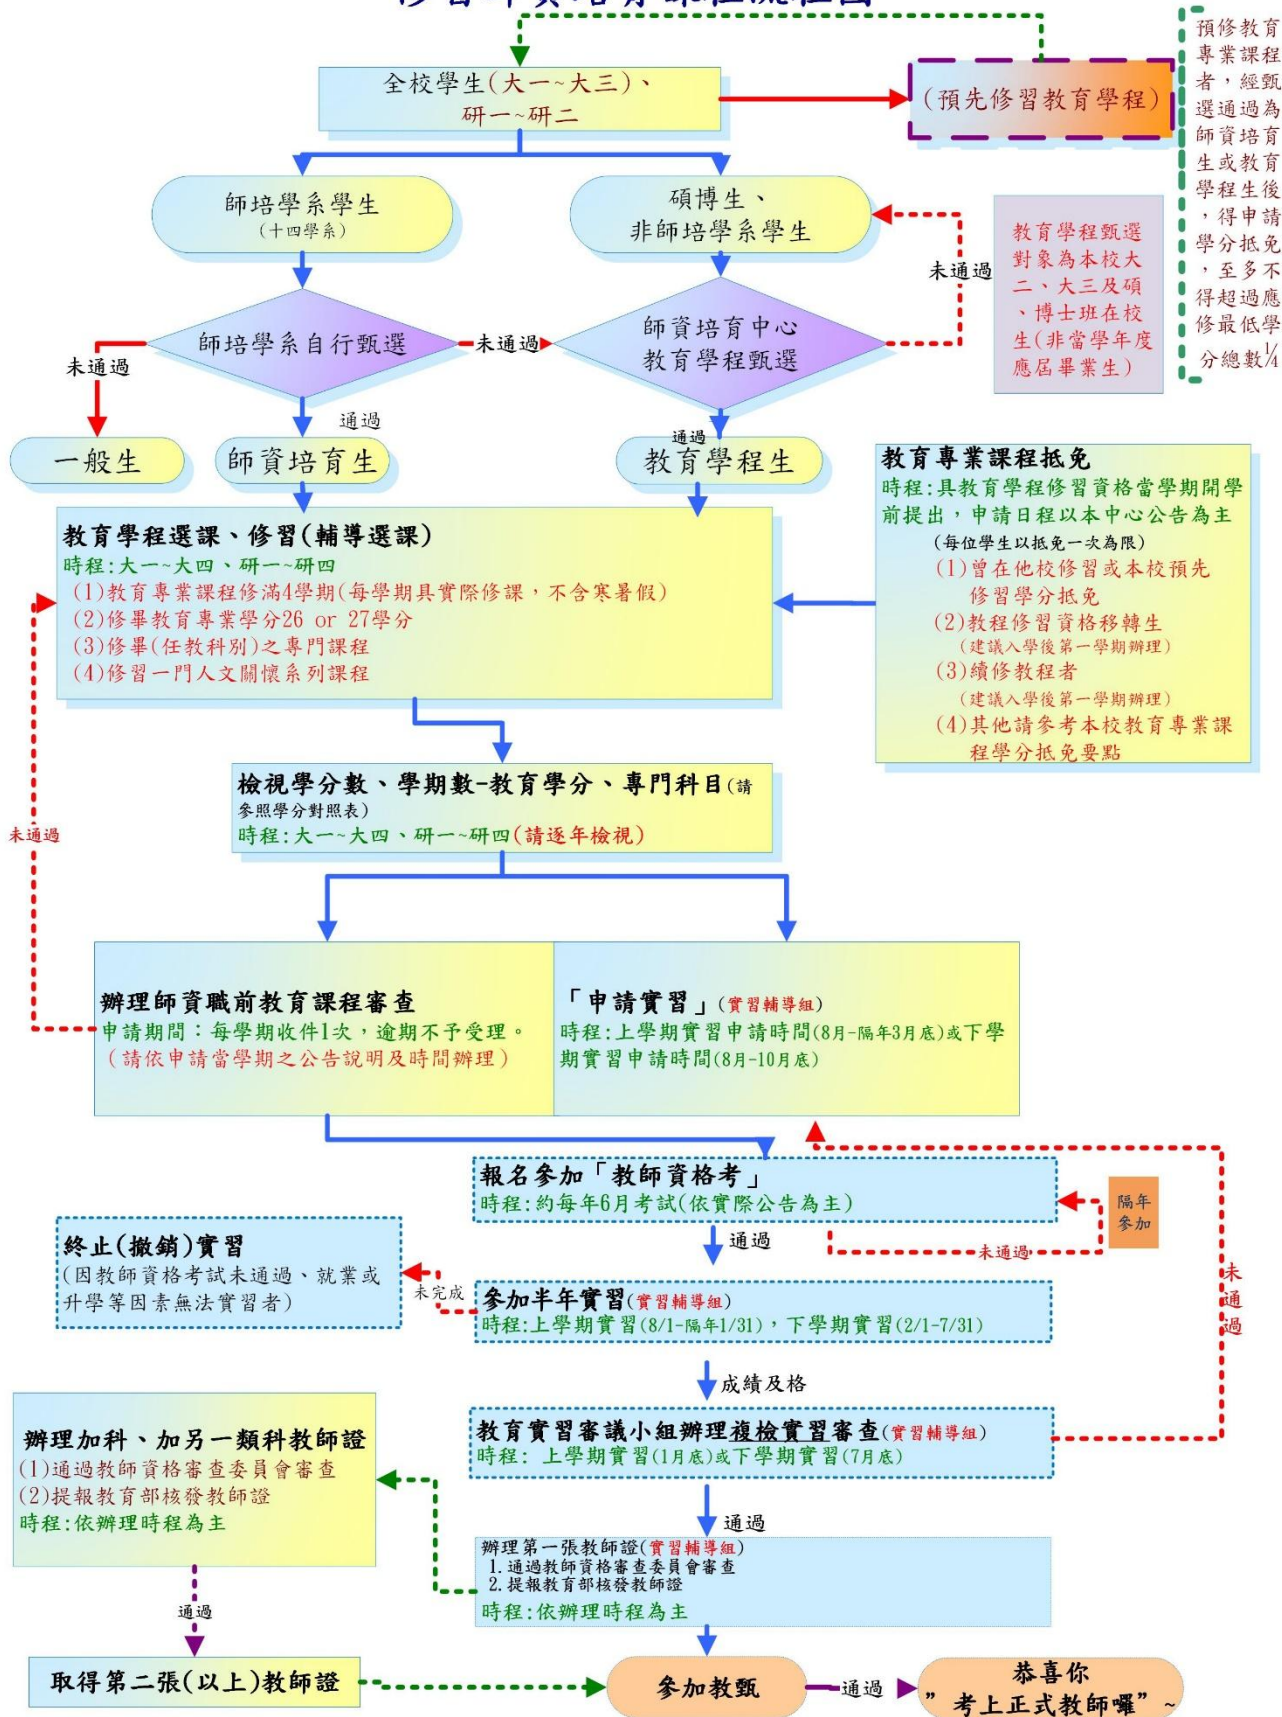 修習師資培育課程流程圖
全校學生(大一~大三)、
研一~研二
(預先修習教育學程)
預修教育
專業課程
者，經甄
選通過為
師資培育
生或教育
學程生後
，得申請
學分抵免
，至多不
得超過應
修最低學
分總數1/4
師培學系學生
(十四學系)
碩博生、
非師培學系學生
未通過
教育學程甄選
對象為本校大
二、大三及碩
、博士班在校
生(非當學年度
應屆畢業生)
師培學系自行甄選
未通過
師資培育中心
教育學程甄選
未通過
通過
通過
一般生
師資培育生
教育學程生
教育專業課程抵免
時程:具教育學程修習資格當學期開學
前提出，申請日程以本中心公告為主
(每位學生以抵免一次為限)
(1)曾在他校修習或本校預先
修習學分抵免
(2)教程修習資格移轉生
(建議入學後第一學期辦理)
(3)續修教程者
(建議入學後第一學期辦理)
(4)其他請參考本校教育專業課
程學分抵免要點
教育學程選課、修習(輔導選課)
時程:大一~大四、研一~研四
(1)教育專業課程修滿4學期(每學期具實際修課，不含寒暑假)
(2)修畢教育專業學分26 or 27學分
(3)修畢(任教科別)之專門課程
(4)修習一門人文關懷系列課程
檢視學分數、學期數-教育學分、專門科目(請
參照學分對照表)
時程:大一~大四、研一~研四(請逐年檢視)
未通過
辦理師資職前教育課程審查
申請期間：每學期收件1次，逾期不予受理。
(請依申請當學期之公告說明及時間辦理)
「申請實習」(實習輔導組)
時程:上學期實習申請時間(8月-隔年3月底)或下學
期實習申請時間(8月-10月底)
報名參加「教師資格考」
時程:約每年6月考試(依實際公告為主)
隔年
參加
通過
未通過
終止(撤銷)實習
(因教師資格考試未通過、就業或
升學等因素無法實習者)
未完成
參加半年實習(實習輔導組)
時程:上學期實習(8/1-隔年1/31)，下學期實習(2/1-7/31)
未通過
成績及格
教育實習審議小組辦理複檢實習審查(實習輔導組)
時程: 上學期實習(1月底)或下學期實習(7月底)
辦理加科、加另一類科教師證
(1)通過教師資格審查委員會審查
(2)提報教育部核發教師證
時程:依辦理時程為主
通過
辦理第一張教師證(實習輔導組)
1.通過教師資格審查委員會審查
2.提報教育部核發教師證
時程:依辦理時程為主
通過
取得第二張(以上)教師證
參加教甄
通過
恭喜你
”考上正式教師囉”~